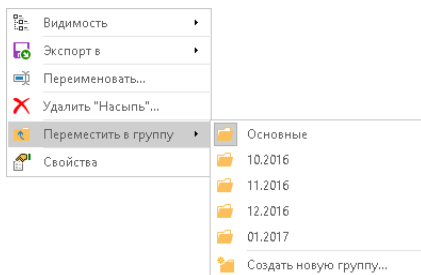 Видимость
Экспорт в
Переименовать...
Удалить "Насыпь"...
Переместить в группу
Свойства
Основные
10.2016
11.2016
12.2016
01.2017
Создать новую группу...